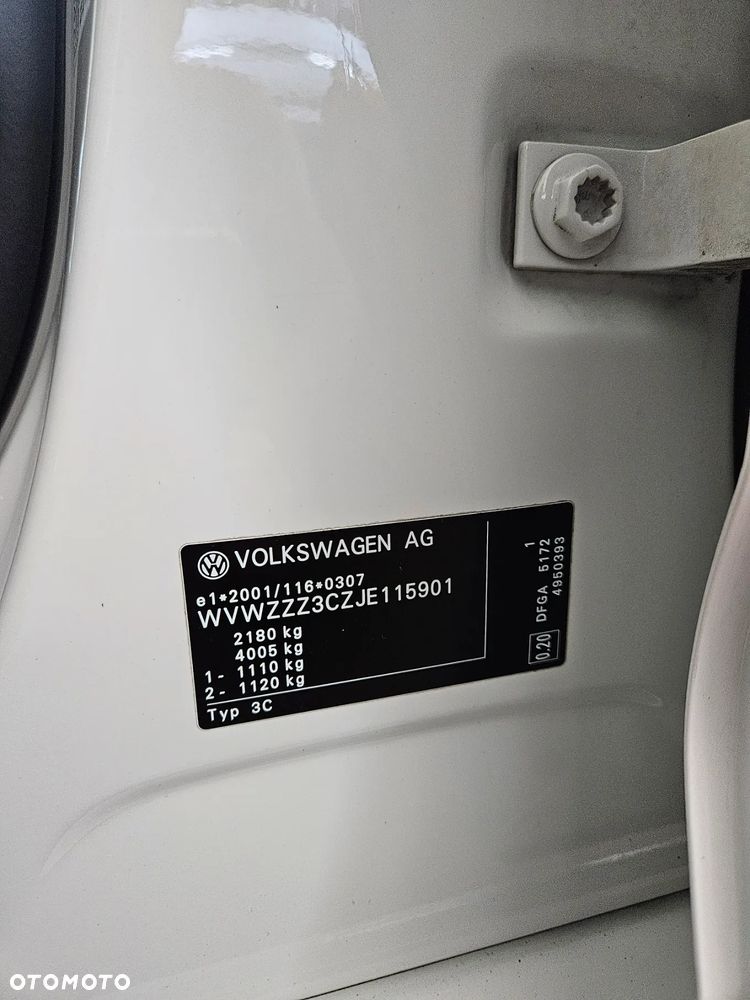 VOLKSWAGEN AG
e1*2001/116*0307
WVWZZZ3CZJE115901
2180 kg
4005 kg
1- 1110 kg
2- 1120 kg
Typ 3C
0.20 DFGA 5172 1
4950393
OTOMOTO